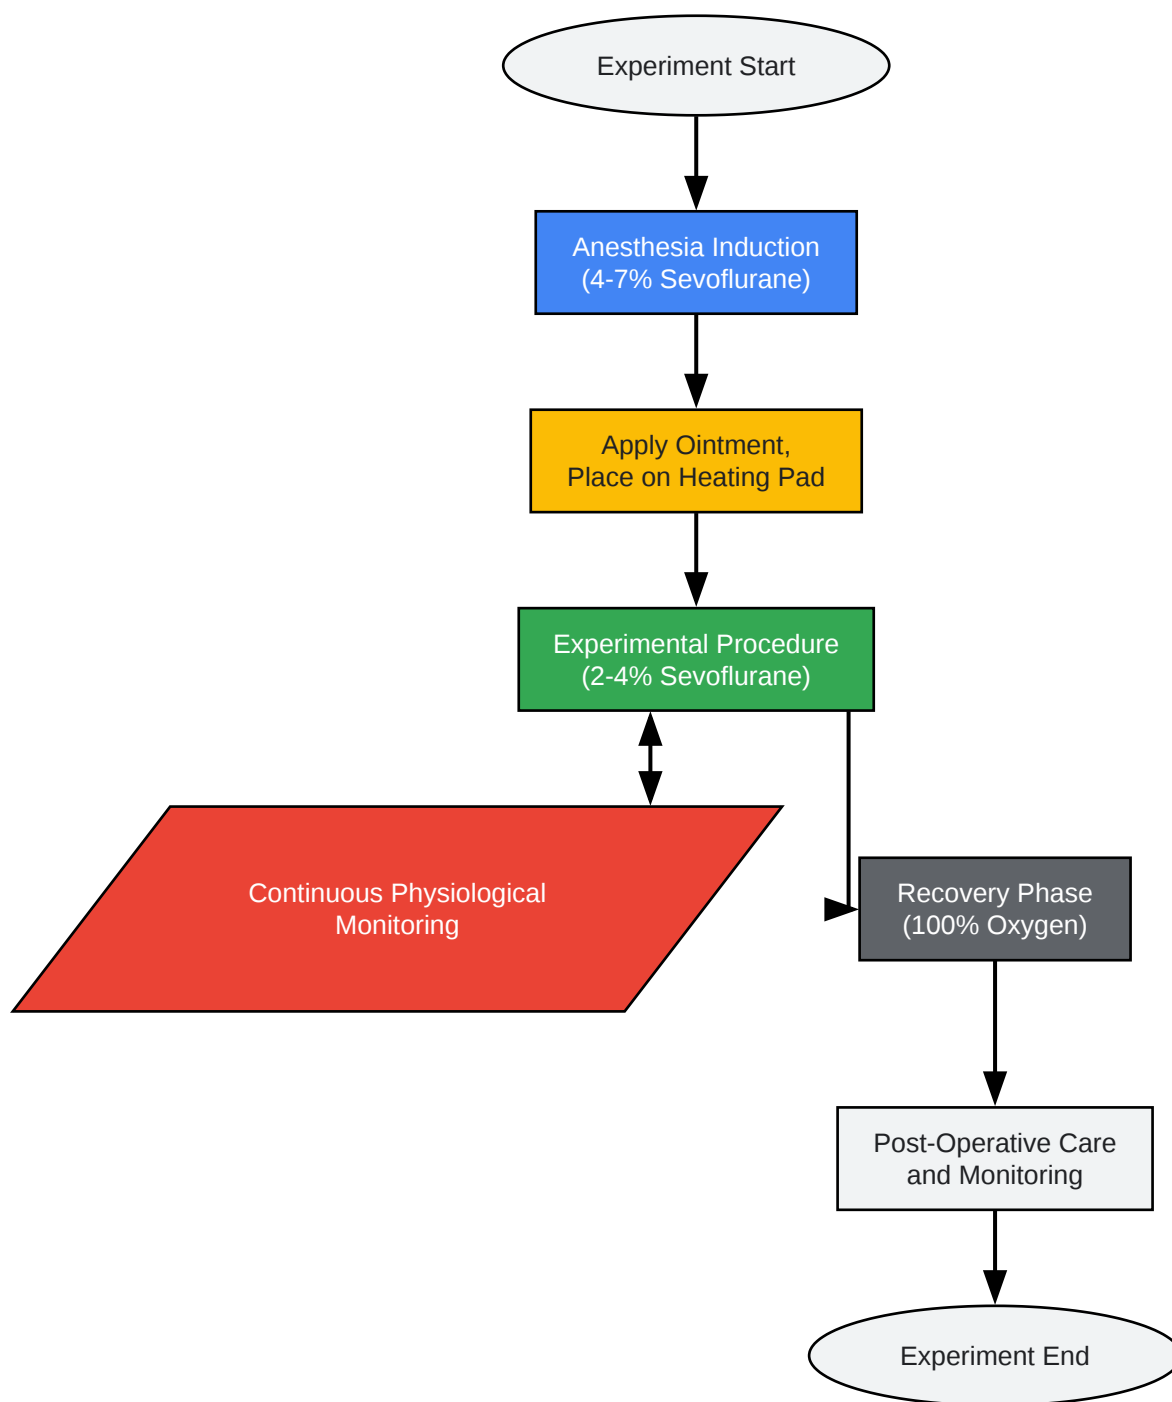 Experiment Start
Anesthesia Induction
(4-7% Sevoflurane)
Apply Ointment,
Place on Heating Pad
Experimental Procedure
(2-4% Sevoflurane)
Continuous Physiological
Monitoring
Recovery Phase
(100% Oxygen)
Post-Operative Care
and Monitoring
Experiment End